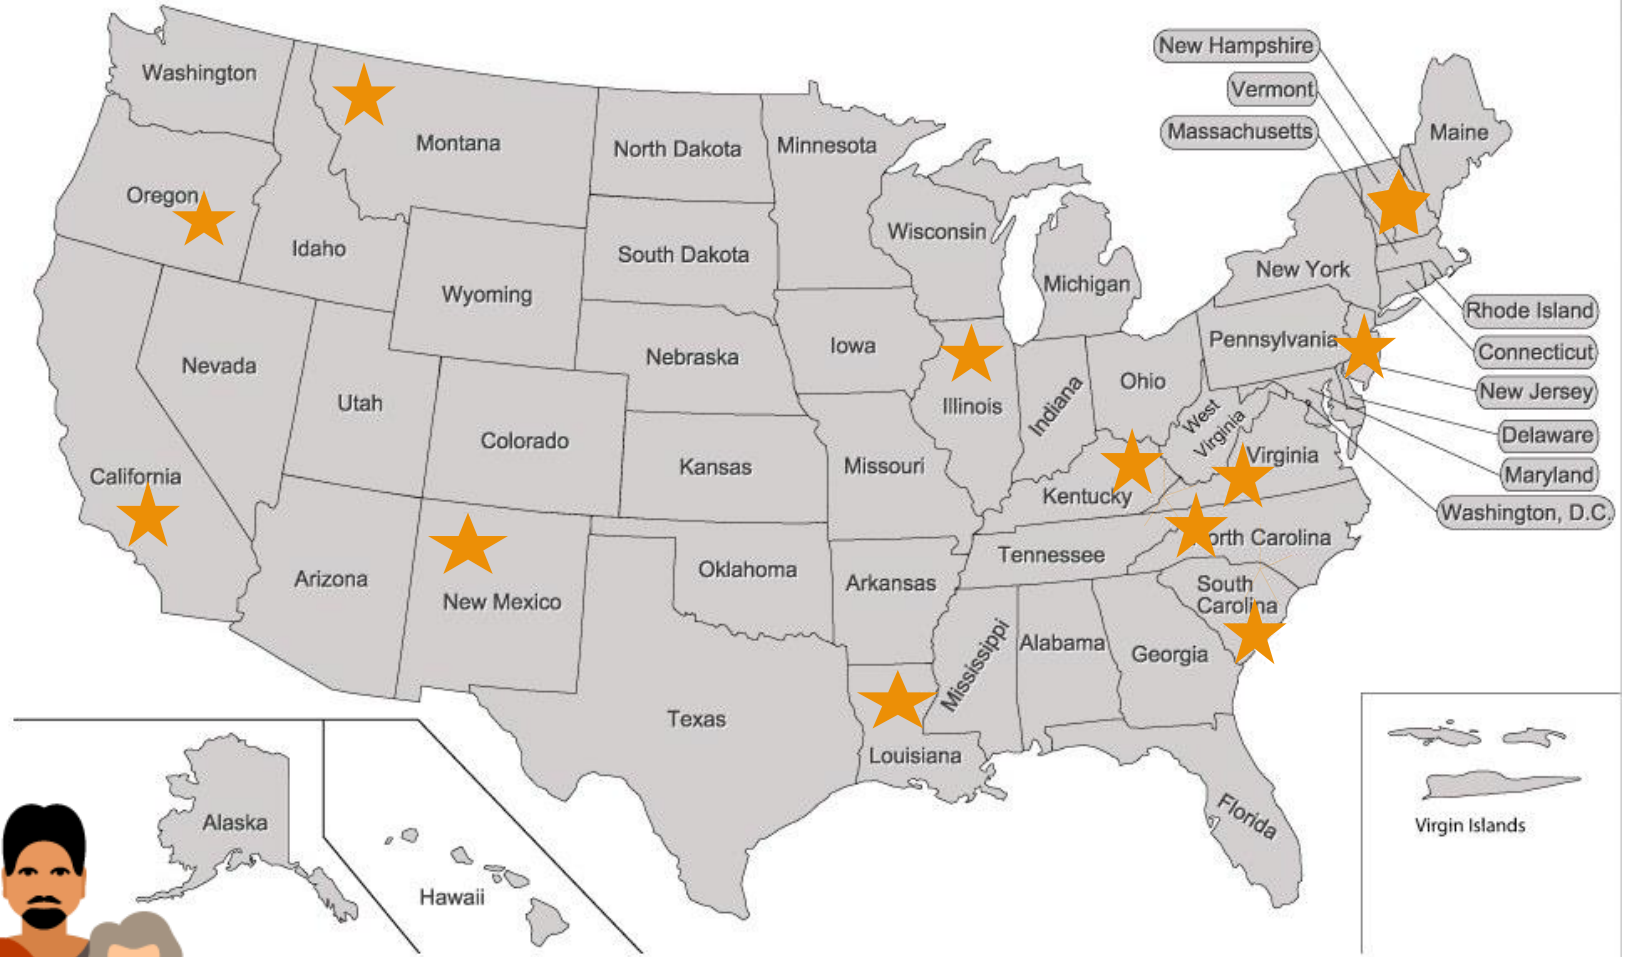 New Hampshire
Vermont
Massachusetts
Maine
Washington
Montana
North Dakota
Minnesota
Oregon
Idaho
Wisconsin
South Dakota
Michigan
New York
Wyoming
Rhode Island
Pennsylvania
Iowa
Connecticut
Nebraska
Nevada
Ohio
New Jersey
Utah
Illinois
Indiana
West
Virginia
Colorado
Delaware
Virginia
Kansas
Missouri
Maryland
California
Kentucky
Washington, D.C.
orth Carolina
Tennessee
Oklahoma
Arizona
Arkansas
South
Carolina
New Mexico
Alabama
Georgia
Mississippi
Texas
Louisiana
Florida
Alaska
Virgin Islands
Hawaii